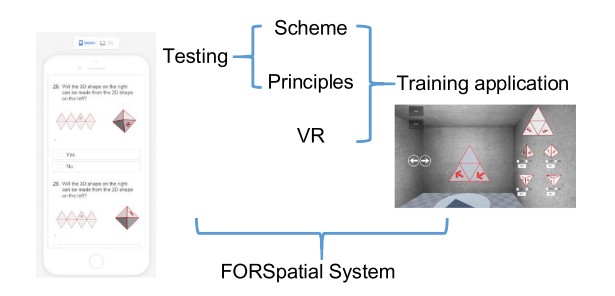 Scheme
Testing
Principles
Training application
VR
28. Will the 3D shape on the right
can be made from the 2D shape
on the left?
Yes
No
29. Will the 3D shape on the right
can be made from the 2D shape
on the left?
FORSpatial System